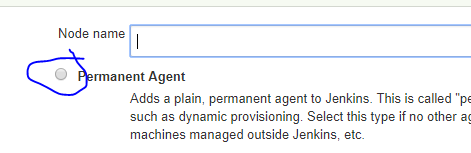 Node name
Permanent Agent
Adds a plain, permanent agent to Jenkins. This is called "pe
such as dynamic provisioning. Select this type if no other ag
machines managed outside Jenkins, etc.